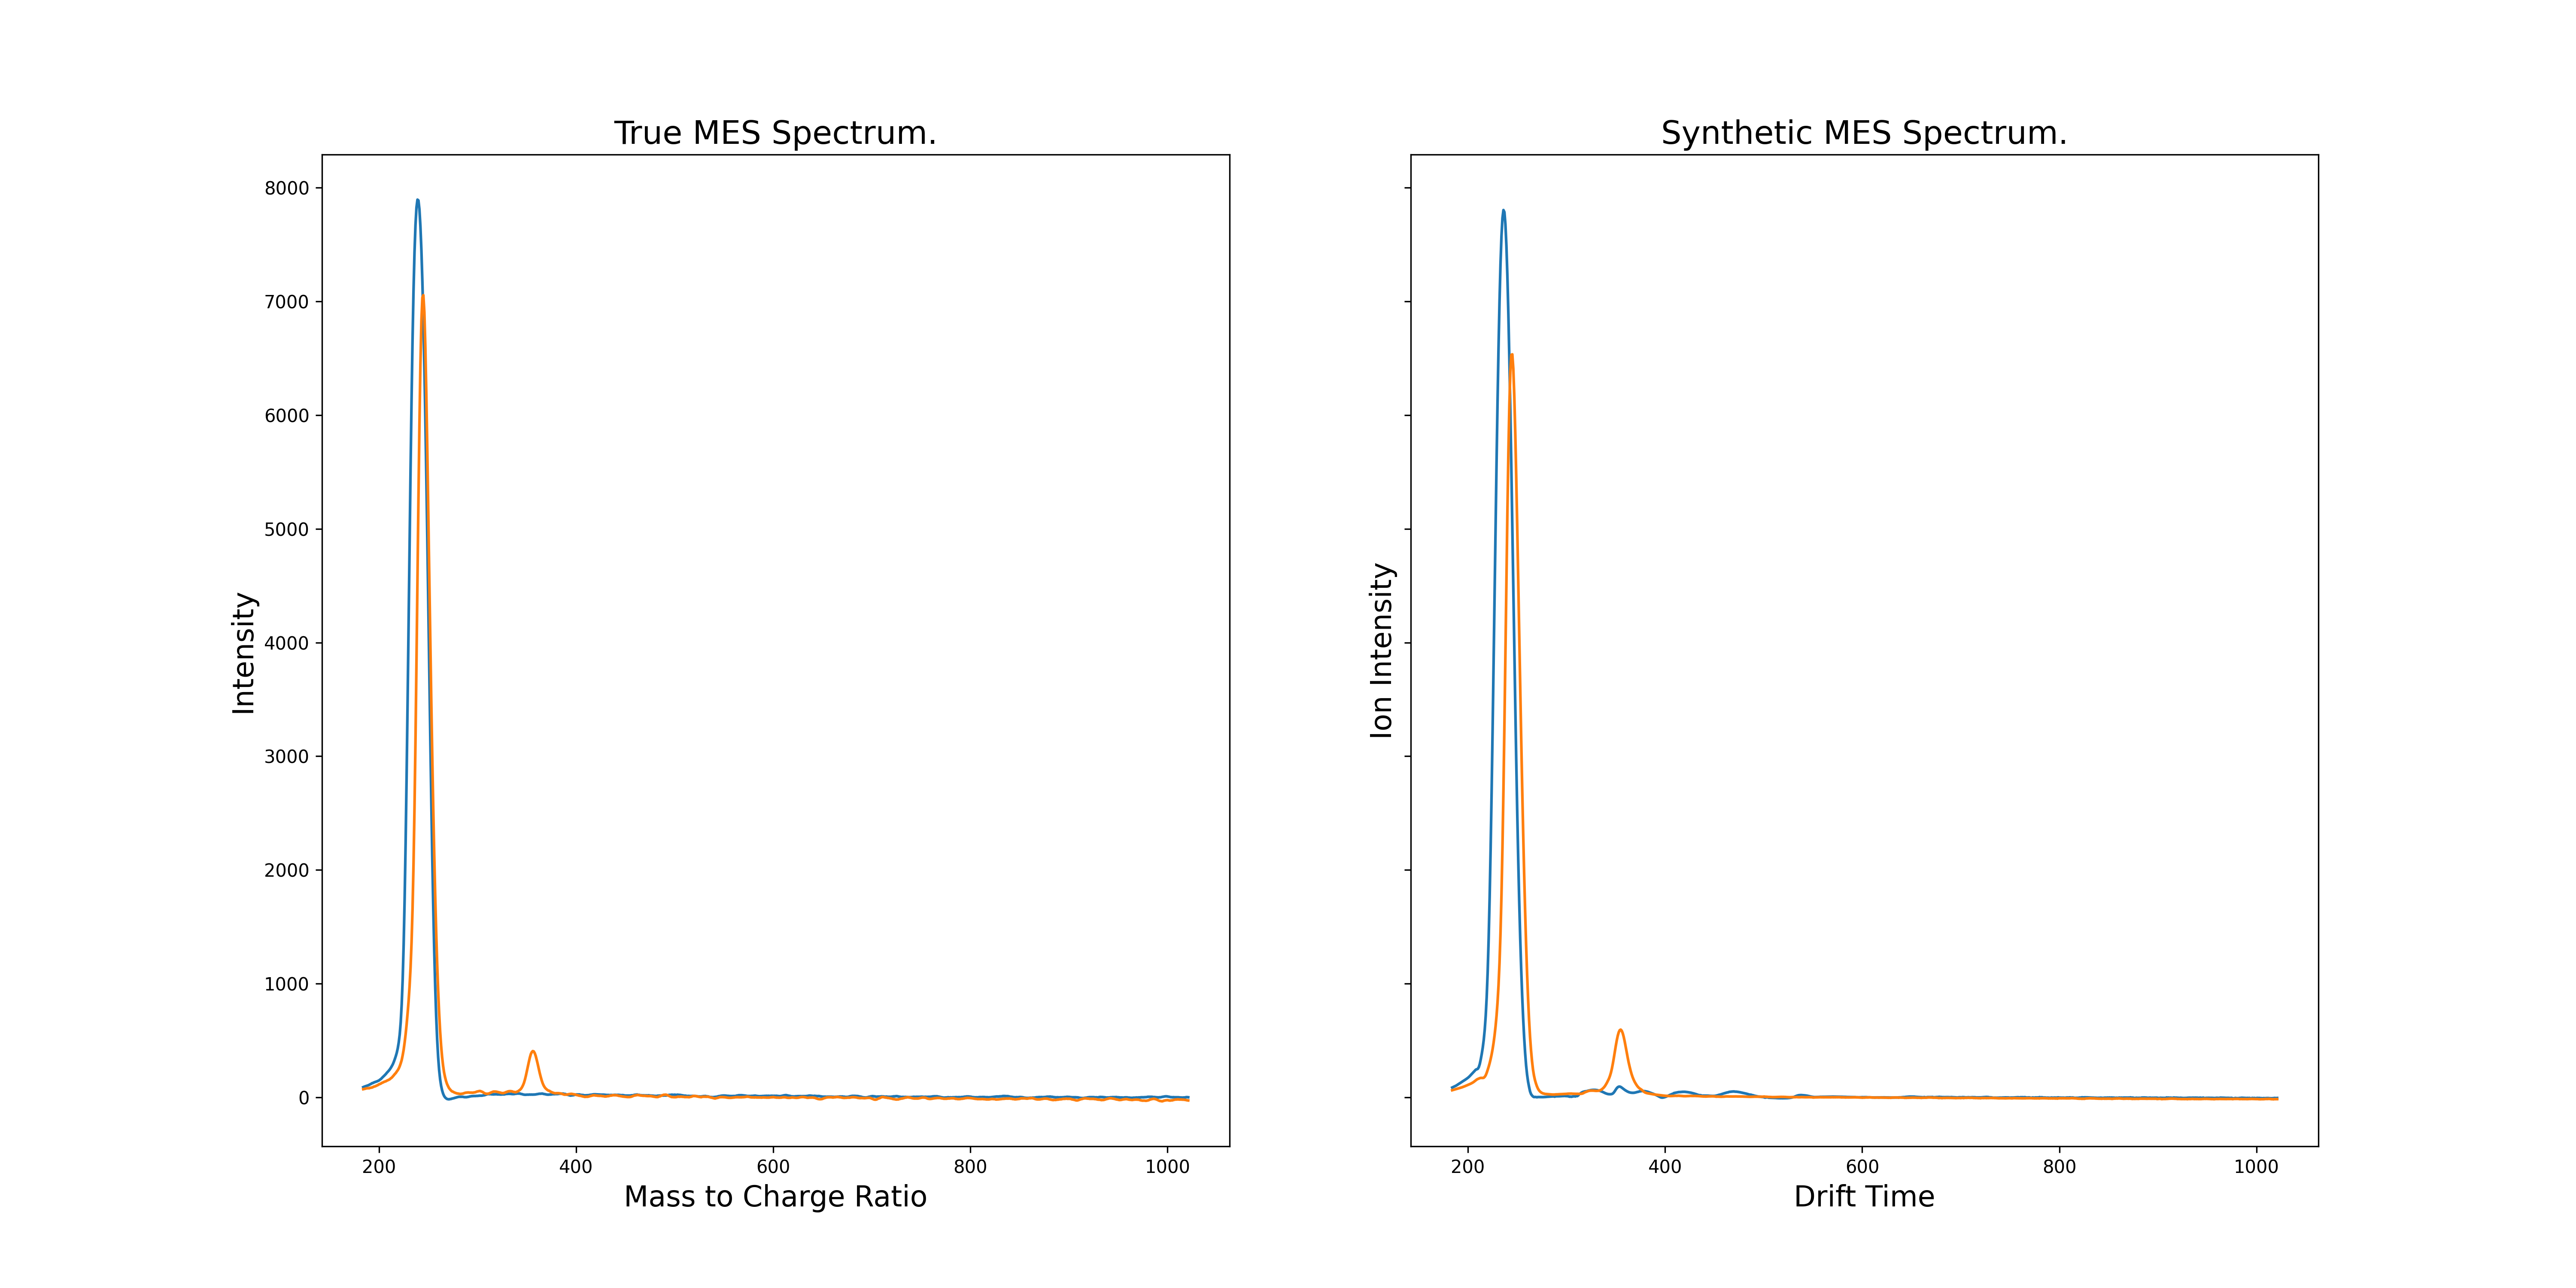 True MES Spectrum.
8000
7000
6000
5000
4000
3000
2000
1000
0
Intensity
200 400 600 800 1000
Mass to Charge Ratio
Synthetic MES Spectrum.
Ion Intensity
200 400 600 800 1000
Drift Time